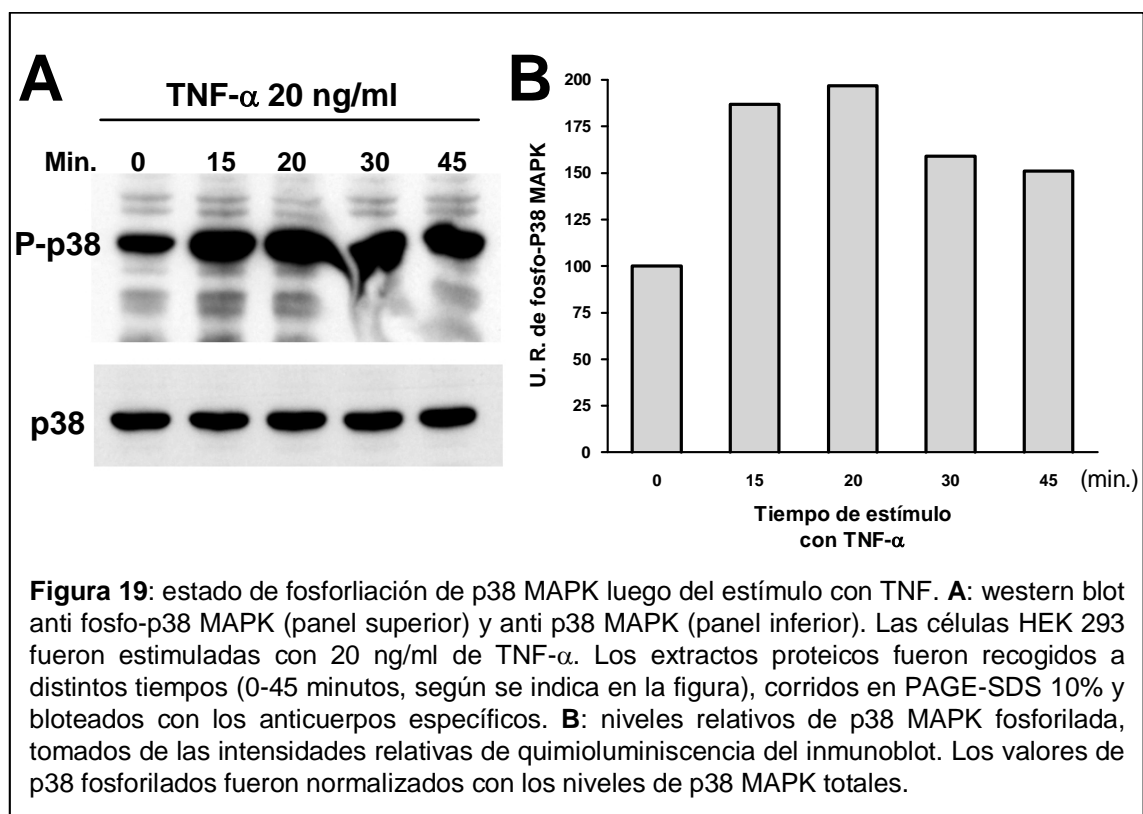 A
TNF-α 20 ng/ml
Min. 0 15 20 30 45
P-p38
p38
B
200
175
150
125
100
75
50
25
0
U. R. de fosfo-P38 MAPK
0 15 20 30 45 (min.)
Tiempo de estímulo
con TNF-α
Figura 19: estado de fosforliación de p38 MAPK luego del estímulo con TNF. A: western blot
anti fosfo-p38 MAPK (panel superior) y anti p38 MAPK (panel inferior). Las células HEK 293
fueron estimuladas con 20 ng/ml de TNF-α. Los extractos proteicos fueron recogidos a
distintos tiempos (0-45 minutos, según se indica en la figura), corridos en PAGE-SDS 10% y
bloteados con los anticuerpos específicos. B: niveles relativos de p38 MAPK fosforilada,
tomados de las intensidades relativas de quimioluminiscencia del inmunoblot. Los valores de
p38 fosforilados fueron normalizados con los niveles de p38 MAPK totales.